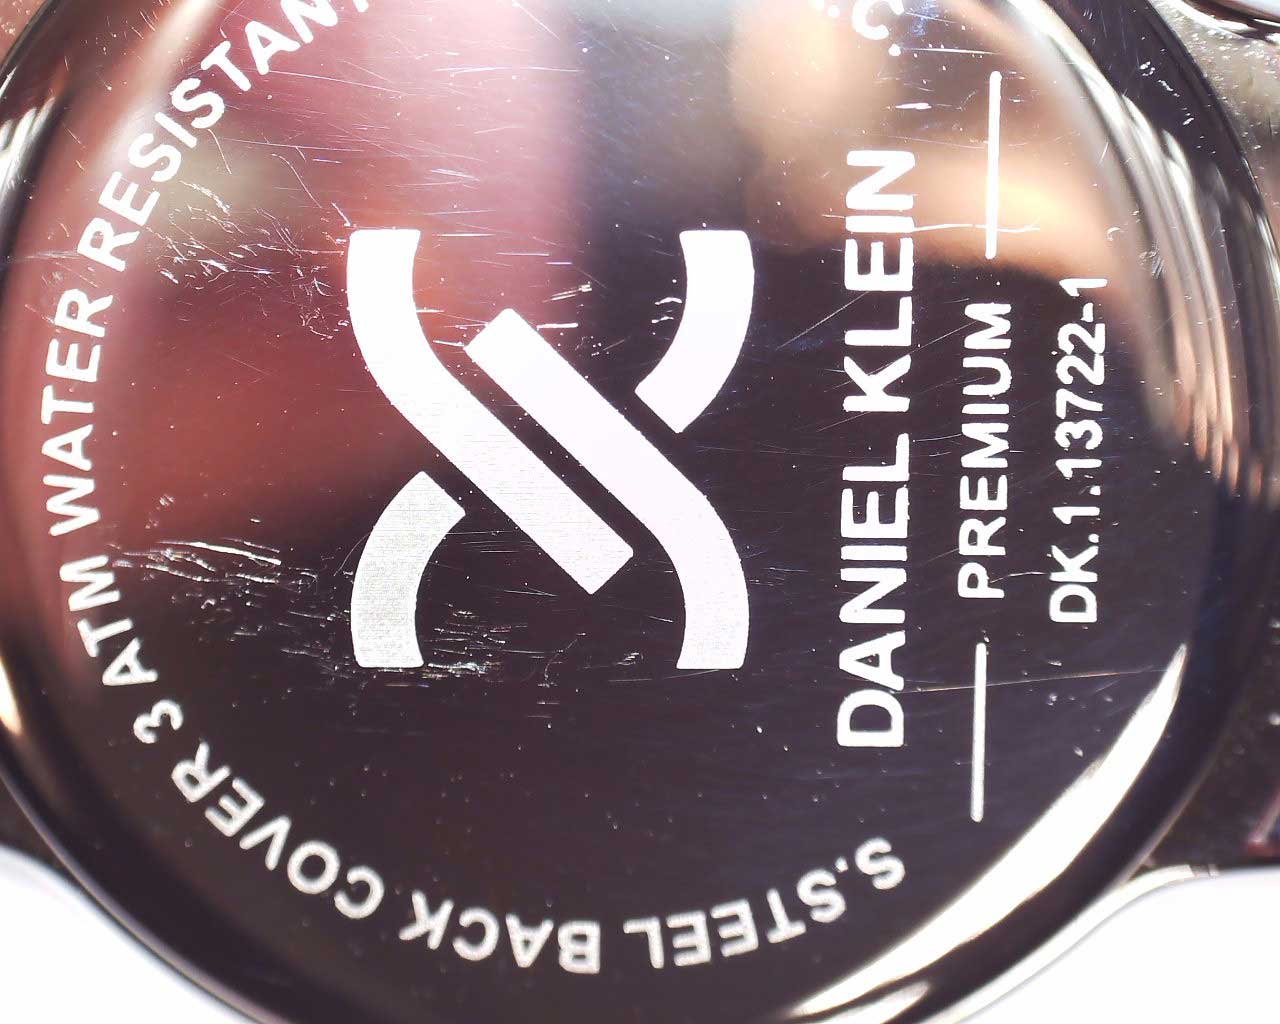 S.STEEL BACK COVER 3 ATM WATER RESISTAN
DANIEL KLEIN
PREMIUM
DK.1.13722-1